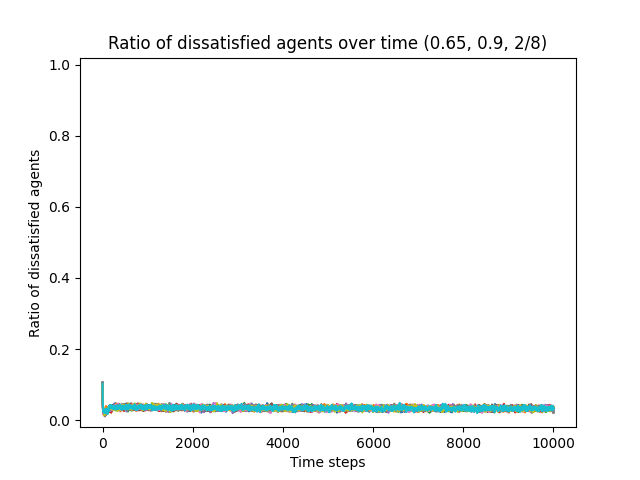 Ratio of dissatisfied agents over time (0.65, 0.9, 2/8)
1.0
0.8
0.6
0.4
0.2
0.0
Ratio of dissatisfied agents
0 2000 4000 6000 8000 10000
Time steps